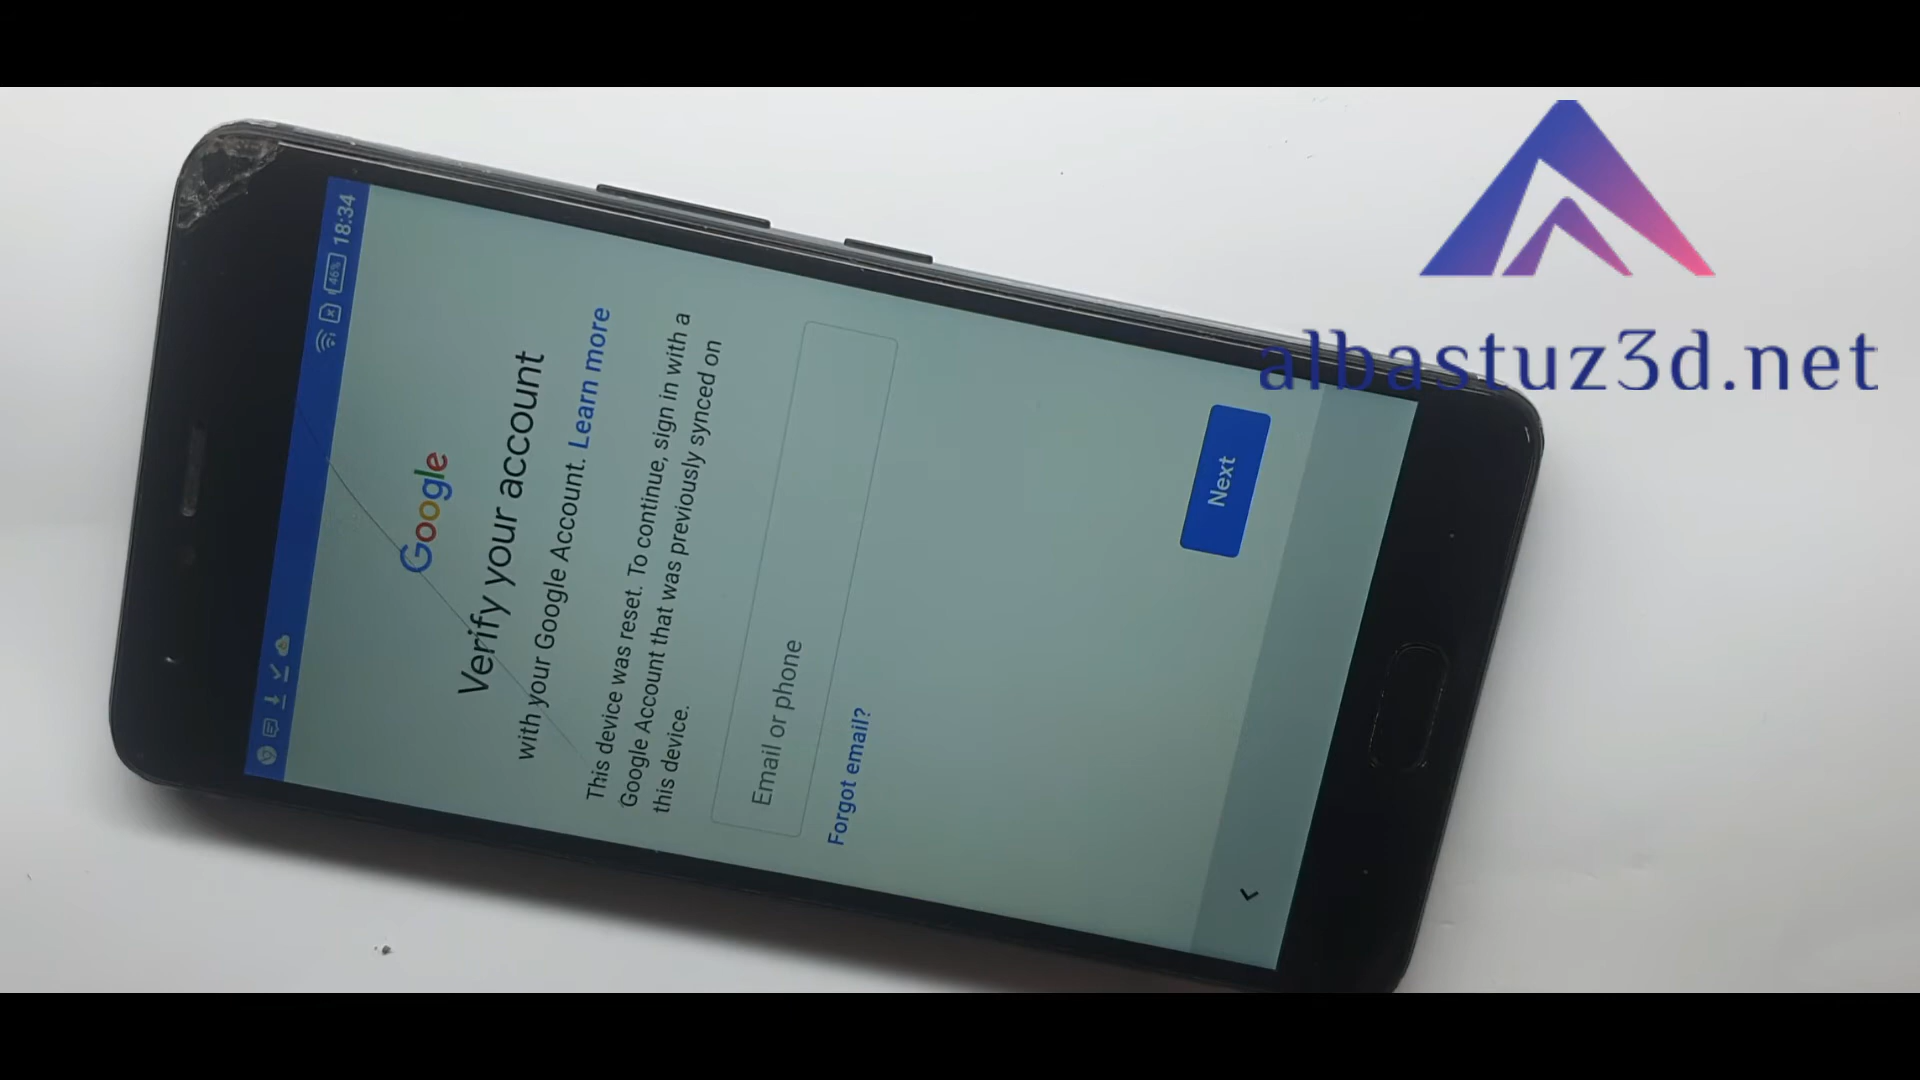 albastuz3d.net
18:34
46%
Google
Verify your account
with your Google Account. Learn more
This device was reset. To continue, sign in with a
Google Account that was previously synced on
this device.
Email or phone
Forgot email?
Next